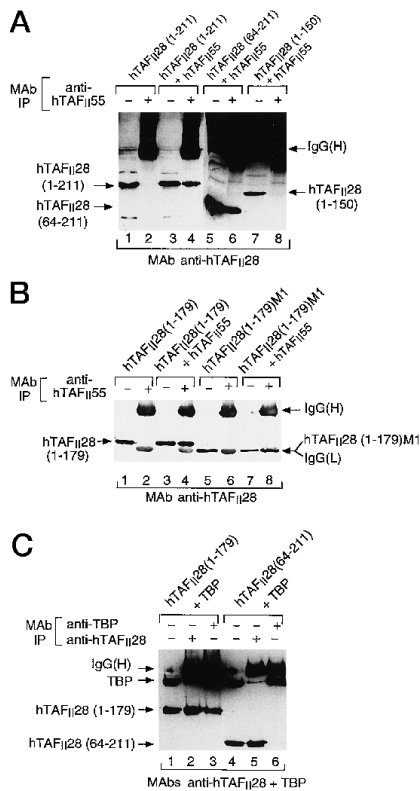 A
hTAFII28 (1-211)
hTAFII28 (1-211)
+ hTAFII55
hTAFII28 (64-211)
+ hTAFII55
hTAFII28 (1-150)
+ hTAFII55
MAb anti-
IP hTAFII55
– + – + – + – +
IgG(H)
hTAFII28
(1-211)
hTAFII28
(64-211)
hTAFII28
(1-150)
1 2 3 4 5 6 7 8
MAb anti-hTAFII28
B
hTAFII28(1-179)
hTAFII28(1-179)
+ hTAFII55
hTAFII28(1-179)M1
hTAFII28(1-179)M1
+ hTAFII55
MAb anti-
IP hTAFII55
– + – + – + – +
IgG(H)
hTAFII28
(1-179)
hTAFII28 (1-179)M1
IgG(L)
1 2 3 4 5 6 7 8
MAb anti-hTAFII28
C
hTAFII28(1-179)
+ TBP
hTAFII28(64-211)
+ TBP
MAb anti-TBP – – + – – +
IP anti-hTAFII28 – + – – + –
IgG(H)
TBP
hTAFII28 (1-179)
hTAFII28 (64-211)
1 2 3 4 5 6
MAbs anti-hTAFII28 + TBP